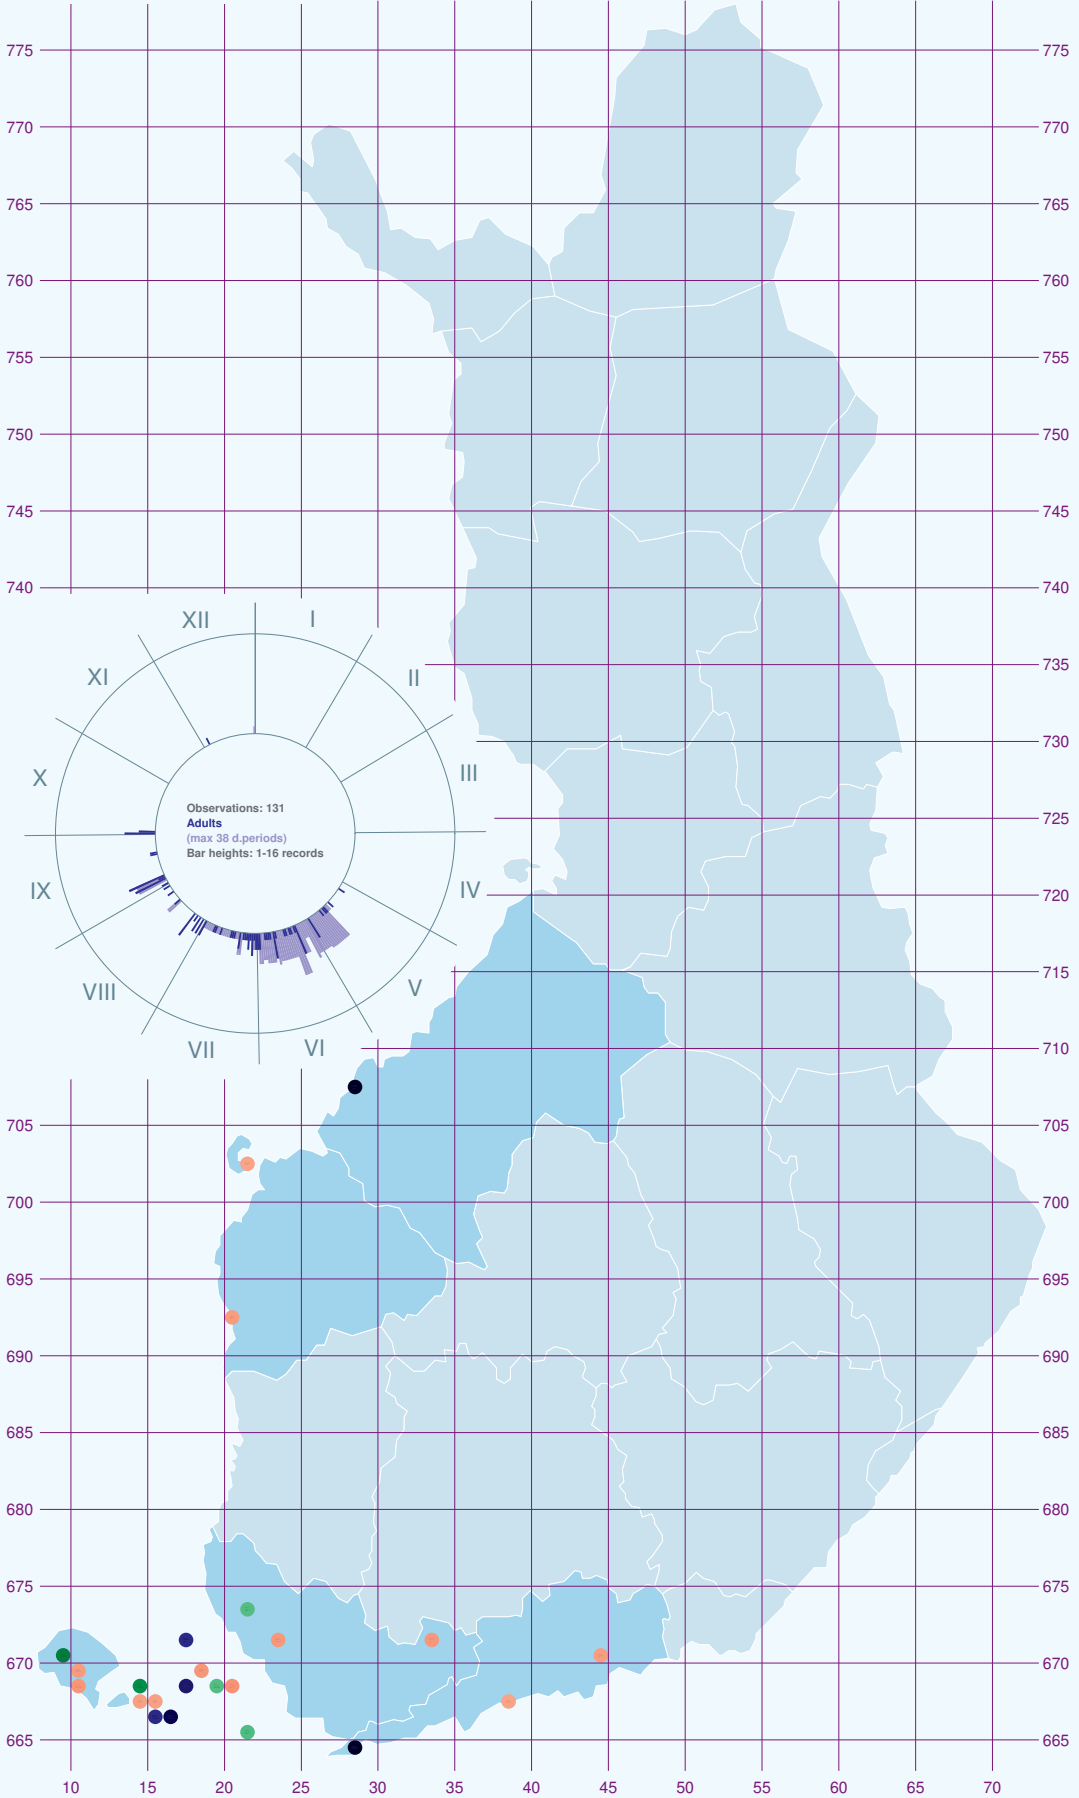 775 775
770 770
765 765
760 760
755 755
750 750
745 745
740 740
XII I
XI II
735
730
X III
725
Observations: 131
Adults
(max 38 d.periods)
Bar heights: 1-16 records
IX IV
720
715
VIII V
VII VI
710
705 705
700 700
695 695
690 690
685 685
680 680
675 675
670 670
665 665
10 15 20 25 30 35 40 45 50 55 60 65 70